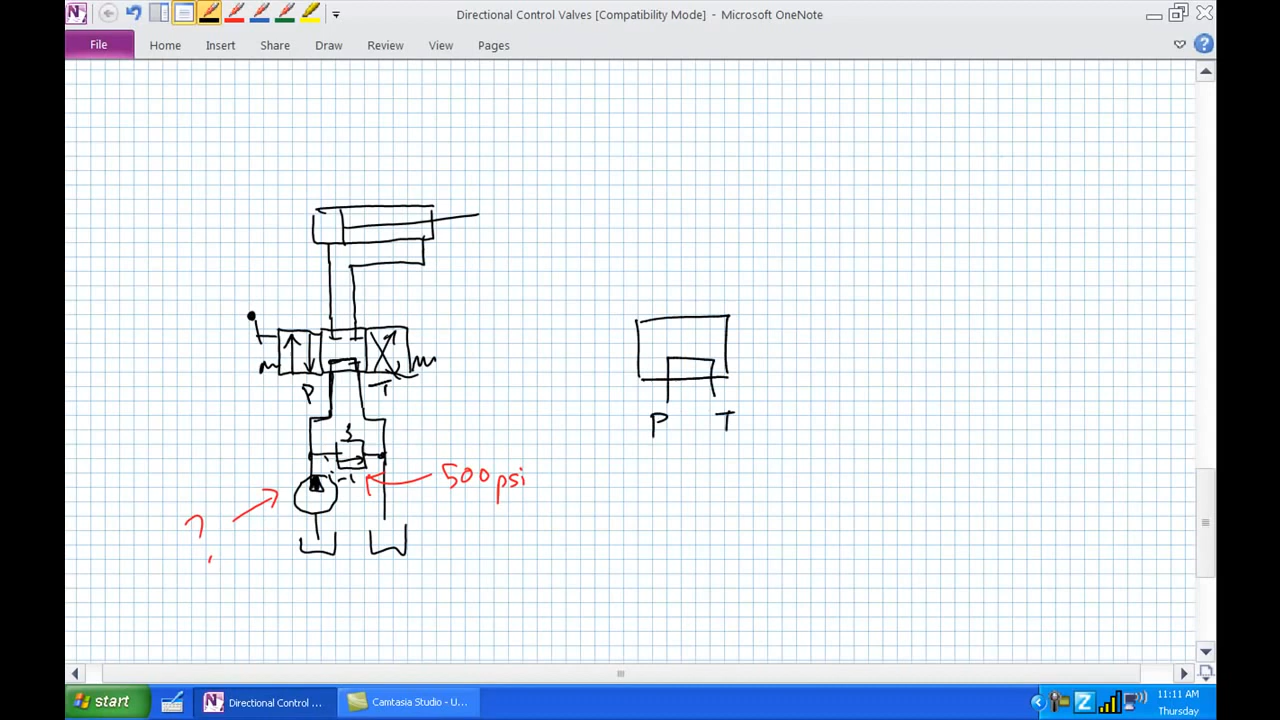 Directional Control Valves [Compatibility Mode] - Microsoft OneNote
File Home Insert Share Draw Review View Pages
P T
P T
500psi
?
start Directional Control ... Camtasia Studio - U... 11:11 AM
Thursday